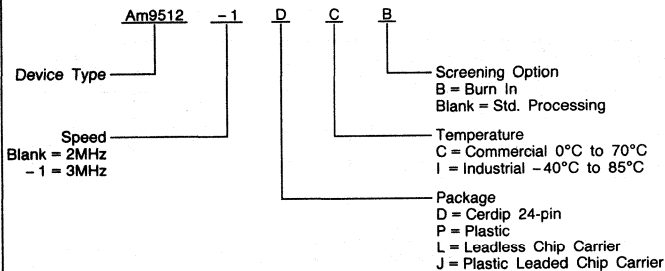 Am9512 -1 D C B
Device Type
Screening Option
B = Burn In
Blank = Std. Processing
Speed
Blank = 2MHz
-1 = 3MHz
Temperature
C = Commercial 0°C to 70°C
I = Industrial -40°C to 85°C
Package
D = Cerdip 24-pin
P = Plastic
L = Leadless Chip Carrier
J = Plastic Leaded Chip Carrier